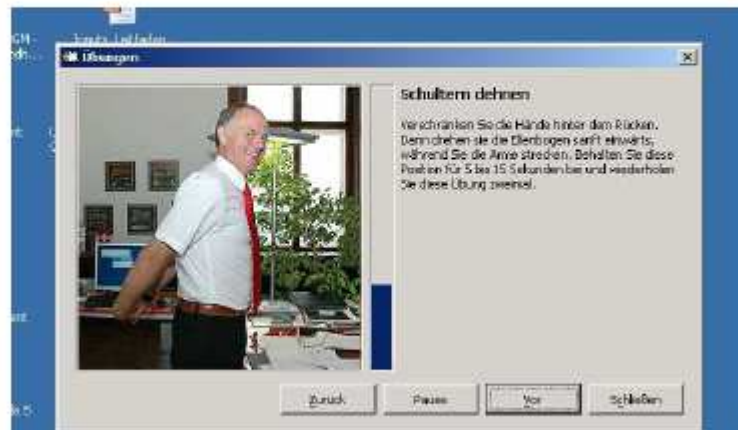 Inputs Leitfaden
Übungen
Schultern dehnen
Verschränken Sie die Hände hinter dem Rücken.
Dann drehen sie die Ellenbogen sanft einwärts,
während Sie die Arme strecken. Behalten Sie diese
Position für 5 bis 15 Sekunden bei und wiederholen
Sie diese Übung zweimal.
Zurück
Pause
Vor
Schließen